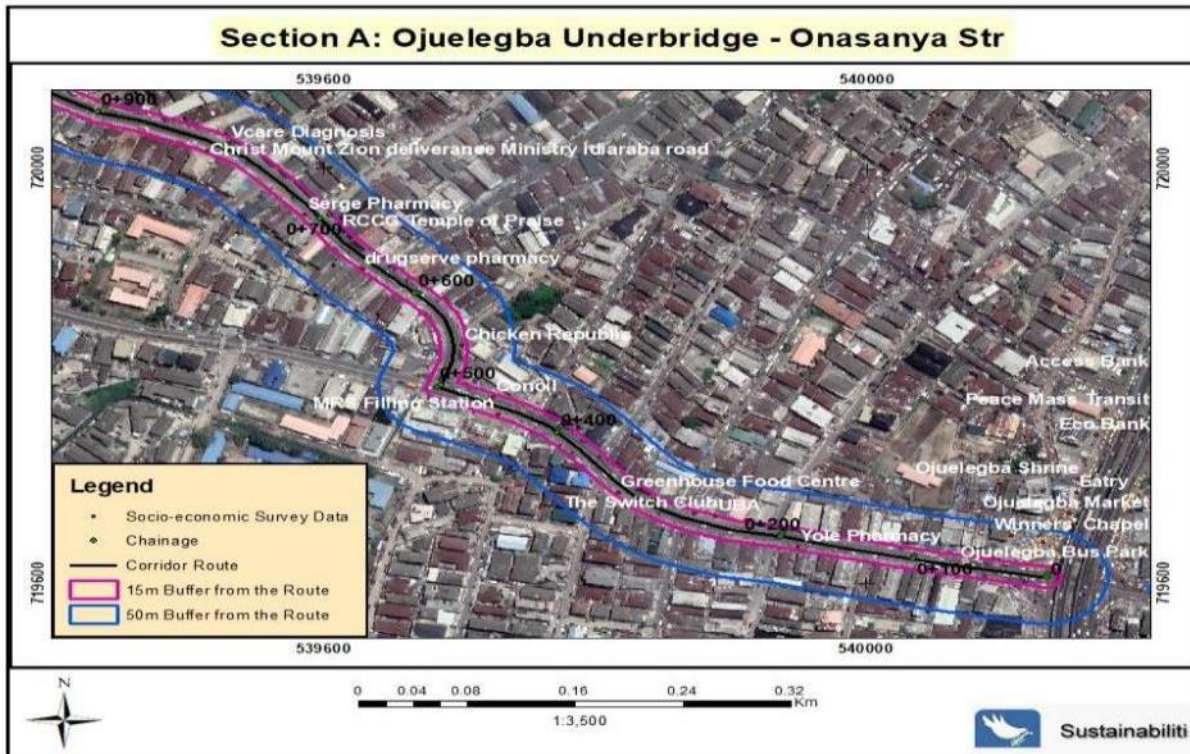 Section A: Ojuelegba Underbridge - Onasanya Str
539600
540000
720000
720000
0+900
Vcare Diagnosis
Christ Mount Zion deliverance Ministry Idiaraba road
Serge Pharmacy
RCCG Temple of Praise
0+700
drugserve pharmacy
0+600
Chicken Republic
Access Bank
0+500
Conoil
MRS Filling Station
Peace Mass Transit
0+400
Eco Bank
Ojuelegba Shrine
Greenhouse Food Centre
Eatry
The Switch Club
UBA
Ojuelegba Market
0+200
Winners' Chapel
Yole Pharmacy
Ojuelegba Bus Park
0+100
0
719600
719600
Legend
Socio-economic Survey Data
Chainage
Corridor Route
15m Buffer from the Route
50m Buffer from the Route
539600
540000
N
0 0.04 0.08 0.16 0.24 0.32
Km
1:3,500
Sustainabiliti